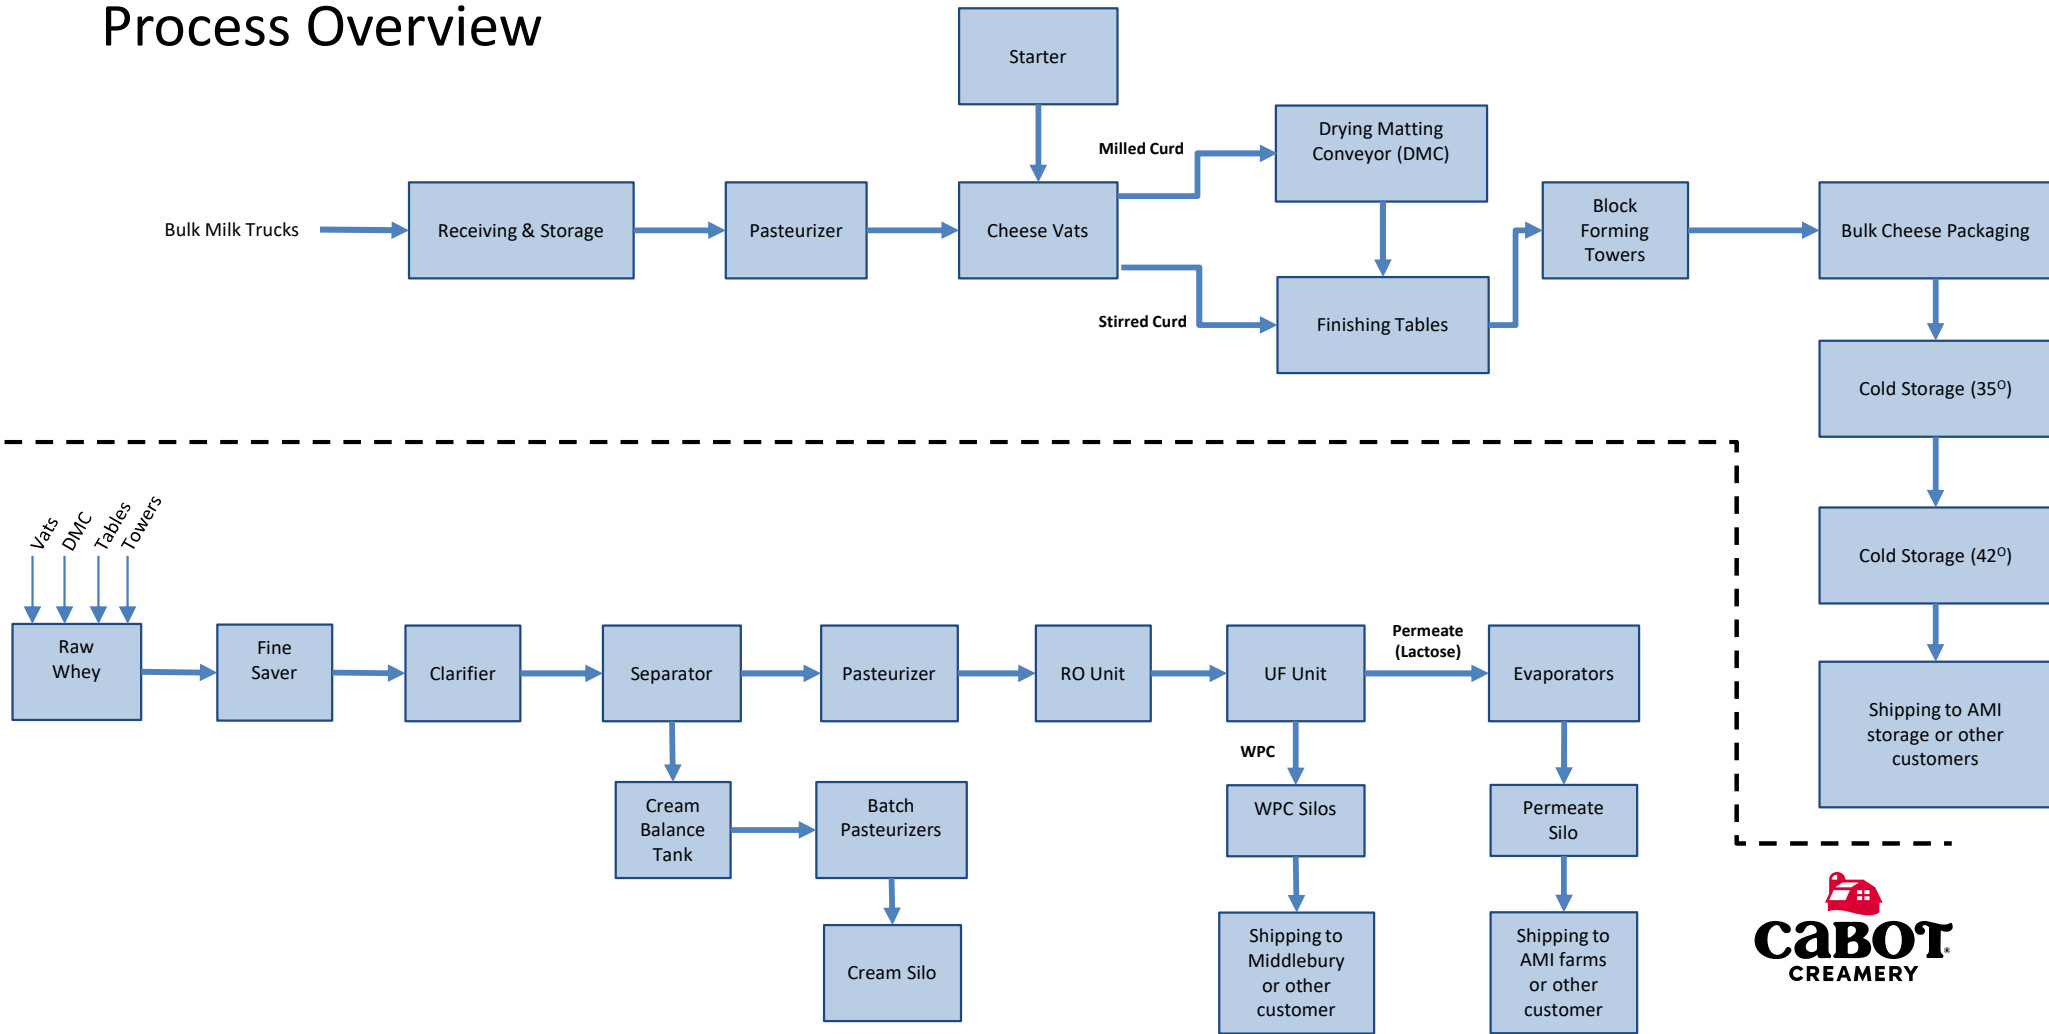 Process Overview
Starter
Milled Curd
Drying Matting
Conveyor (DMC)
Bulk Milk Trucks
Receiving & Storage
Pasteurizer
Cheese Vats
Block
Forming
Towers
Bulk Cheese Packaging
Stirred Curd
Finishing Tables
Cold Storage (35⁰)
Cold Storage (42⁰)
Shipping to AMI
storage or other
customers
Vats
DMC
Tables
Towers
Raw
Whey
Fine
Saver
Clarifier
Separator
Pasteurizer
RO Unit
UF Unit
Permeate
(Lactose)
Evaporators
WPC
Cream
Balance
Tank
Batch
Pasteurizers
Cream Silo
WPC Silos
Shipping to
Middlebury
or other
customer
Permeate
Silo
Shipping to
AMI farms
or other
customer
CABOT®
CREAMERY